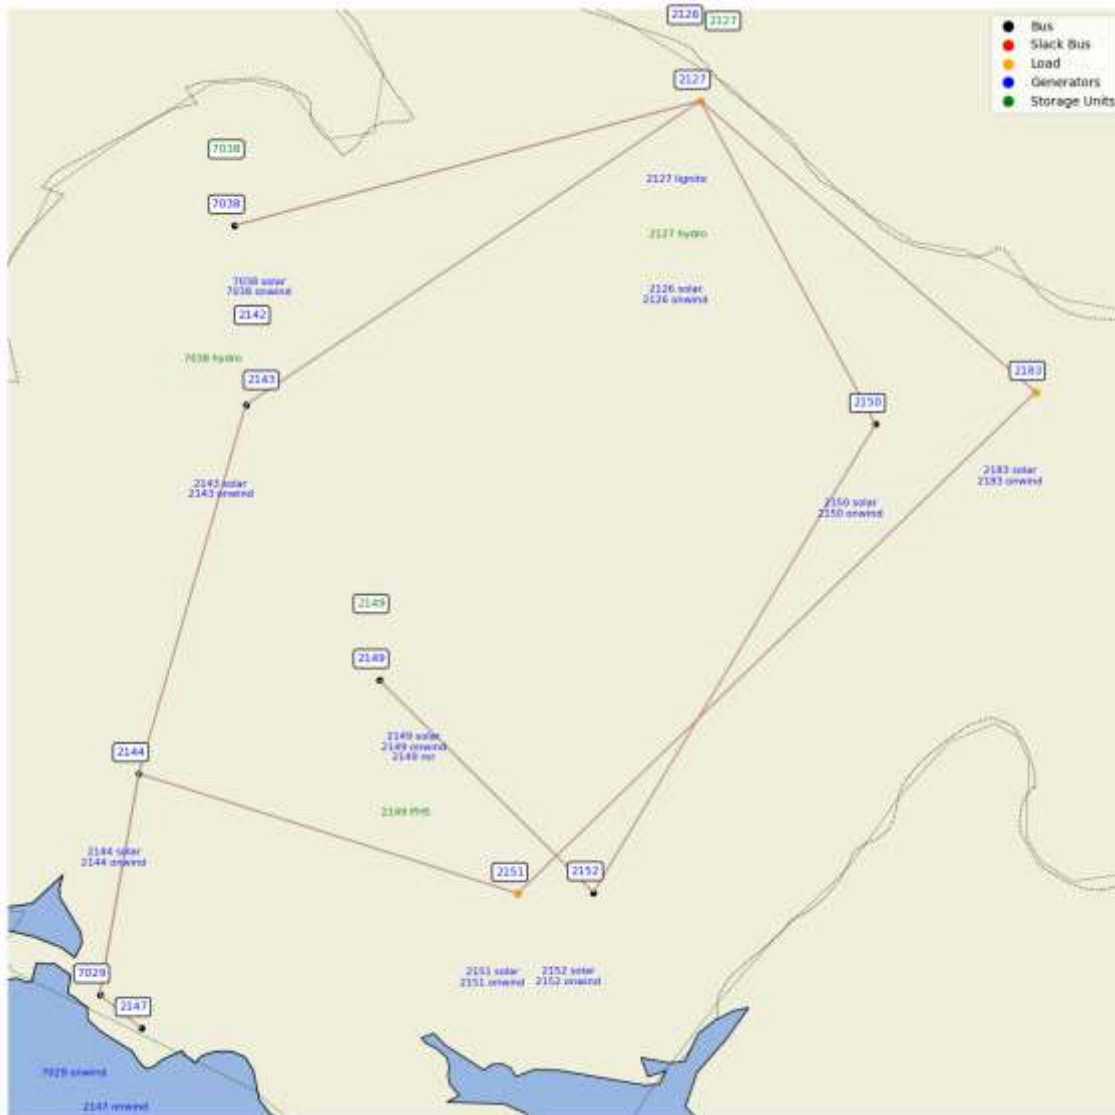 2126
2127
Bus
Slack Bus
Load
Generators
Storage Units
2127
7038
2127 lignite
7038
2127 hydro
7038 solar
7038 onwind
2126 solar
2126 onwind
2142
7038 hydro
2143
2183
2150
2143 solar
2143 onwind
2183 solar
2183 onwind
2150 solar
2150 onwind
2149
2149
2149 solar
2149 onwind
2149 ror
2144
2149 PHS
2144 solar
2144 onwind
2151
2152
7029
2151 solar
2151 onwind
2152 solar
2152 onwind
2147
7029 onwind
2147 onwind